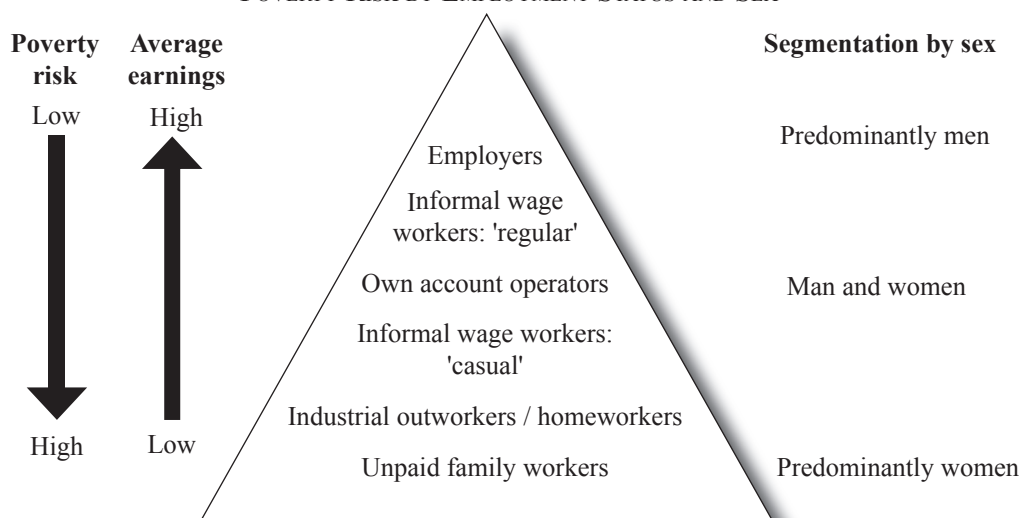 Poverty risk
Average earnings
Segmentation by sex
Low
High
Predominantly men
Employers
Informal wage
workers: 'regular'
Own account operators
Man and women
Informal wage workers:
'casual'
Industrial outworkers / homeworkers
High
Low
Unpaid family workers
Predominantly women